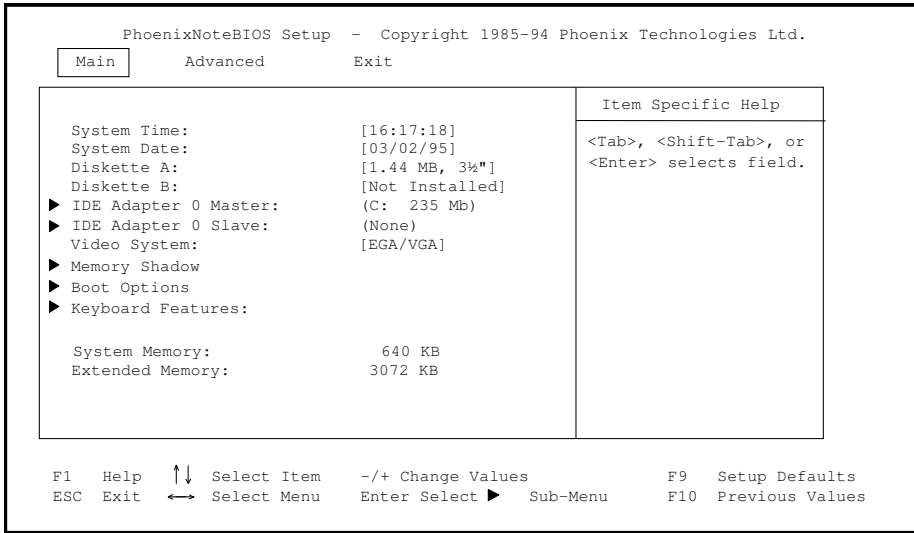 PhoenixNoteBIOS Setup - Copyright 1985-94 Phoenix Technologies Ltd.
Main Advanced Exit
Item Specific Help
<Tab>, <Shift-Tab>, or
<Enter> selects field.
System Time: [16:17:18]
System Date: [03/02/95]
Diskette A: [1.44 MB, 3½"]
Diskette B: [Not Installed]
▶ IDE Adapter 0 Master: (C: 235 Mb)
▶ IDE Adapter 0 Slave: (None)
Video System: [EGA/VGA]
▶ Memory Shadow
▶ Boot Options
▶ Keyboard Features:
System Memory: 640 KB
Extended Memory: 3072 KB
F1 Help ↑↓ Select Item -/+ Change Values F9 Setup Defaults
ESC Exit ↔ Select Menu Enter Select ▶ Sub-Menu F10 Previous Values